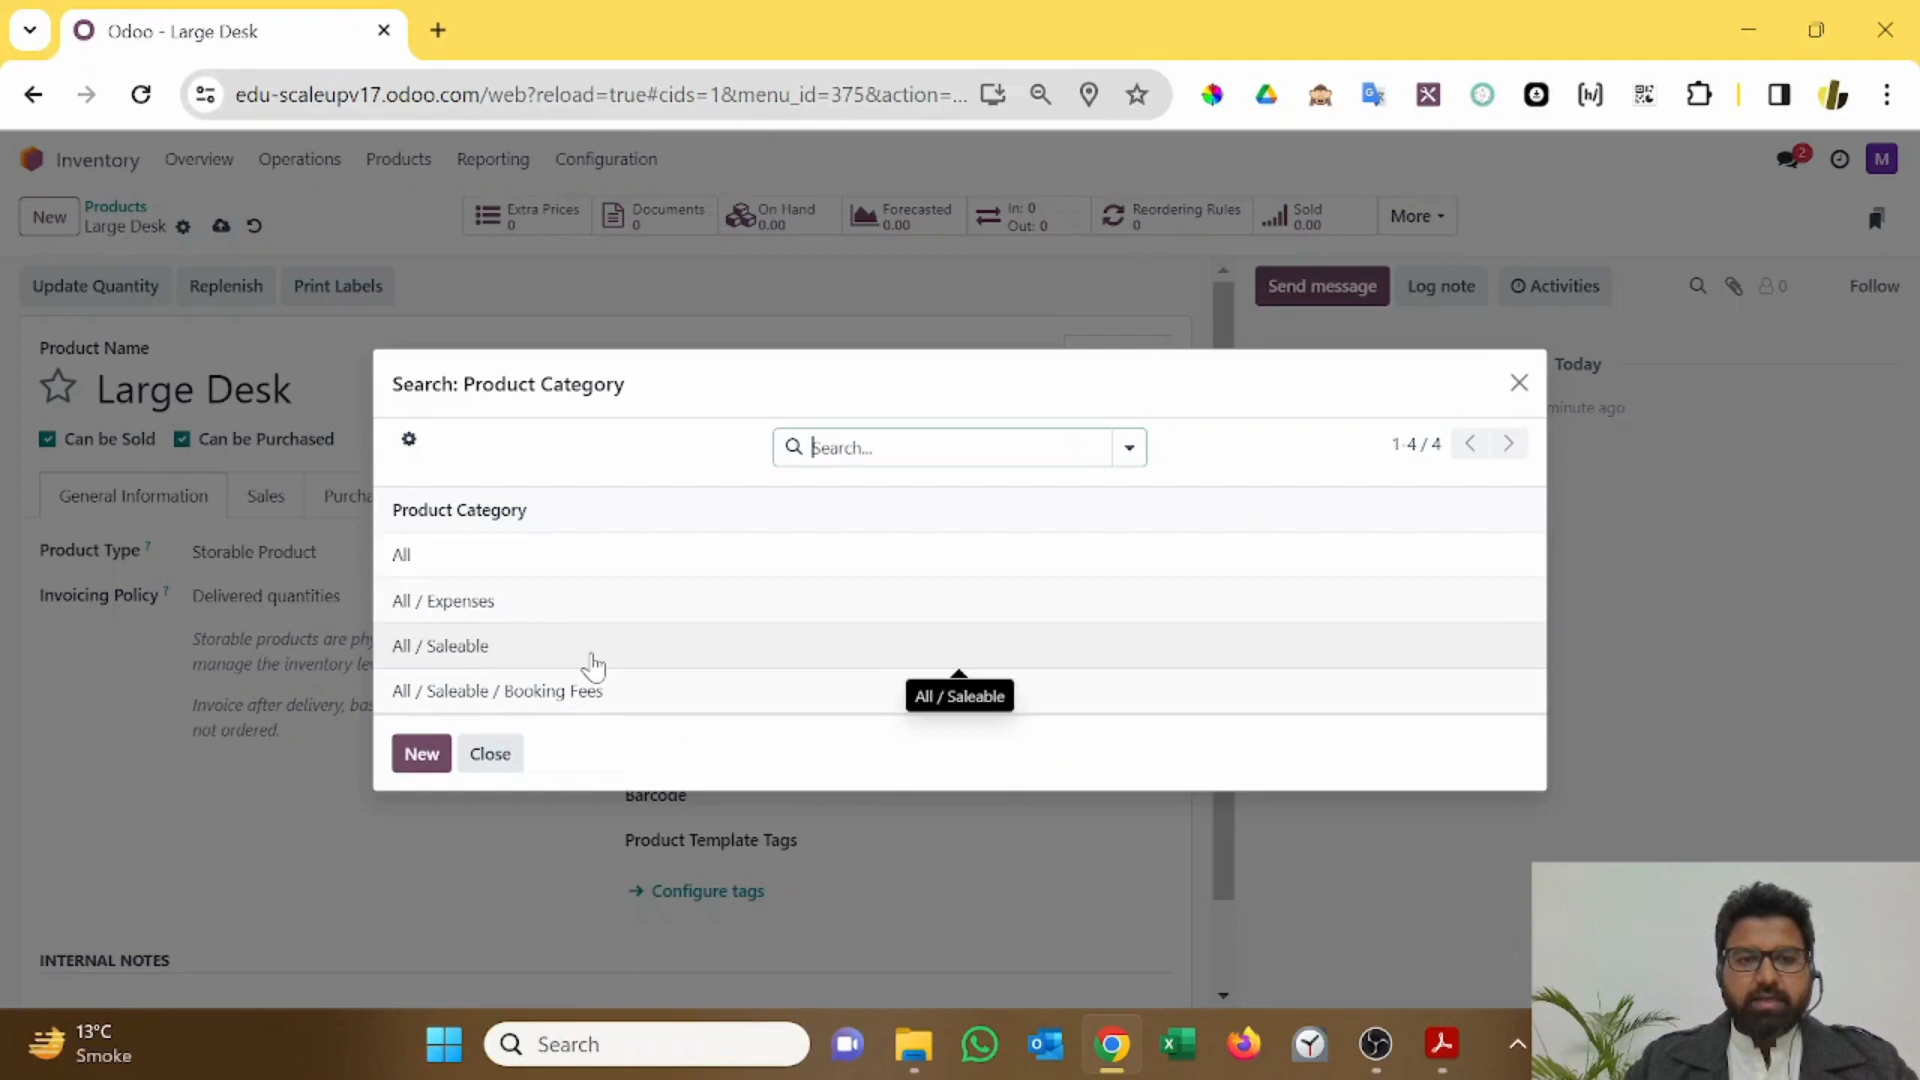 Odoo - Large Desk
edu-scaleupv17.odoo.com/web?reload=true#cids=1&menu_id=375&action=...
Inventory Overview Operations Products Reporting Configuration 2 M
New Products Large Desk
Extra Prices 0
Documents 0
On Hand 0.00
Forecasted 0.00
In: 0
Out: 0
Reordering Rules 0
Sold 0.00
More
Update Quantity Replenish Print Labels
Send message Log note Activities 0 Follow
Product Name
Large Desk
Can be Sold Can be Purchased
General Information Sales Purcha
Product Type ? Storable Product
Invoicing Policy ? Delivered quantities
Storable products are phy
manage the inventory lev
Invoice after delivery, bas
not ordered.
Today
minute ago
Search: Product Category
Search...
1-4 / 4
Product Category
All
All / Expenses
All / Saleable
All / Saleable / Booking Fees
All / Saleable
New Close
Barcode
Product Template Tags
Configure tags
INTERNAL NOTES
13°C
Smoke
Search